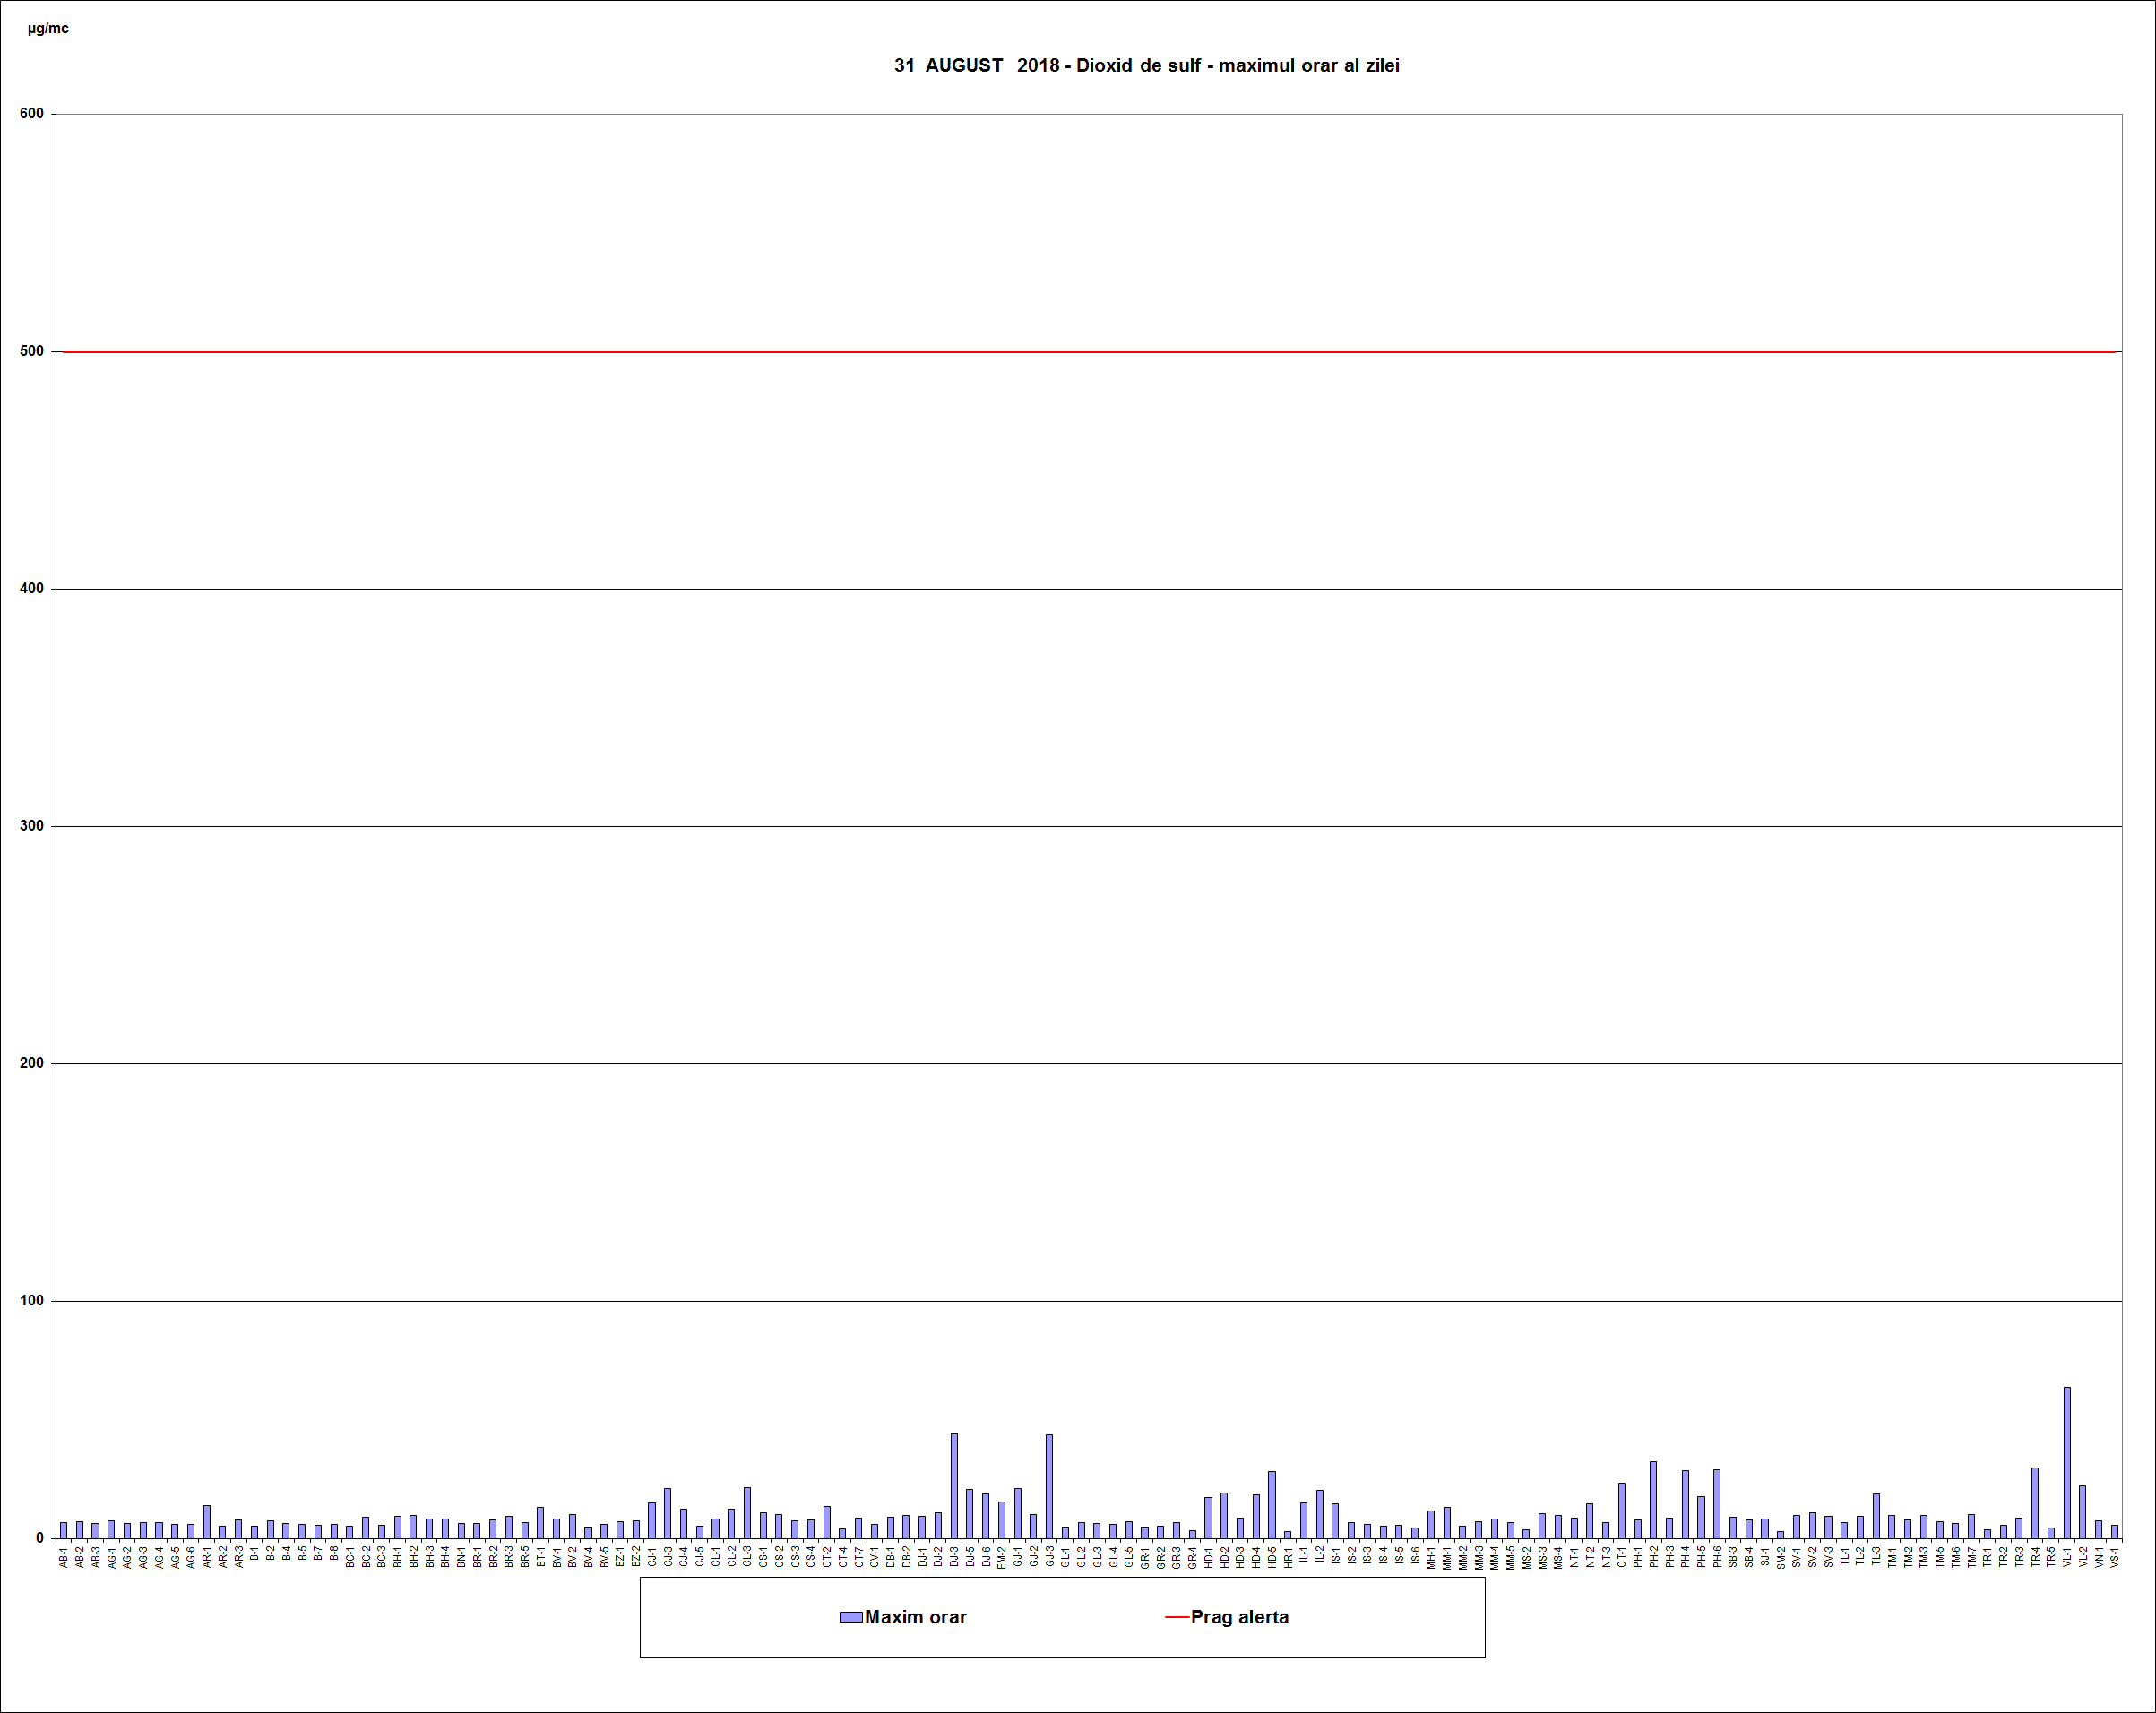 µg/mc
31 AUGUST 2018 - Dioxid de sulf - maximul orar al zilei
600
500
400
300
200
100
0
AB-1 AB-2 AB-3 AG-1 AG-2 AG-3 AG-4 AG-5 AG-6 AR-1 AR-2 AR-3 B-1 B-2 B-4 B-5 B-7 B-8 BC-1 BC-2 BC-3 BH-1 BH-2 BH-3 BH-4 BN-1 BR-1 BR-2 BR-3 BR-5 BT-1 BV-1 BV-2 BV-4 BV-5 BZ-1 BZ-2 CJ-1 CJ-3 CJ-4 CJ-5 CL-1 CL-2 CL-3 CS-1 CS-2 CS-3 CS-4 CT-2 CT-4 CT-7 CV-1 DB-1 DB-2 DJ-1 DJ-2 DJ-3 DJ-5 DJ-6 EM-2 GJ-1 GJ-2 GJ-3 GL-1 GL-2 GL-3 GL-4 GL-5 GR-1 GR-2 GR-3 GR-4 HD-1 HD-2 HD-3 HD-4 HD-5 HR-1 IL-1 IL-2 IS-1 IS-2 IS-3 IS-4 IS-5 IS-6 MH-1 MM-1 MM-2 MM-3 MM-4 MM-5 MS-2 MS-3 MS-4 NT-1 NT-2 NT-3 OT-1 PH-1 PH-2 PH-3 PH-4 PH-5 PH-6 SB-3 SB-4 SJ-1 SM-2 SV-1 SV-2 SV-3 TL-1 TL-2 TL-3 TM-1 TM-2 TM-3 TM-5 TM-6 TM-7 TR-1 TR-2 TR-3 TR-4 TR-5 VL-1 VL-2 VN-1 VS-1
Maxim orar Prag alerta